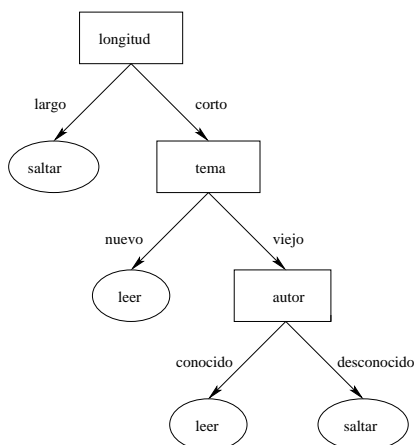 longitud
largo
corto
saltar
tema
nuevo
viejo
leer
autor
conocido
desconocido
leer
saltar